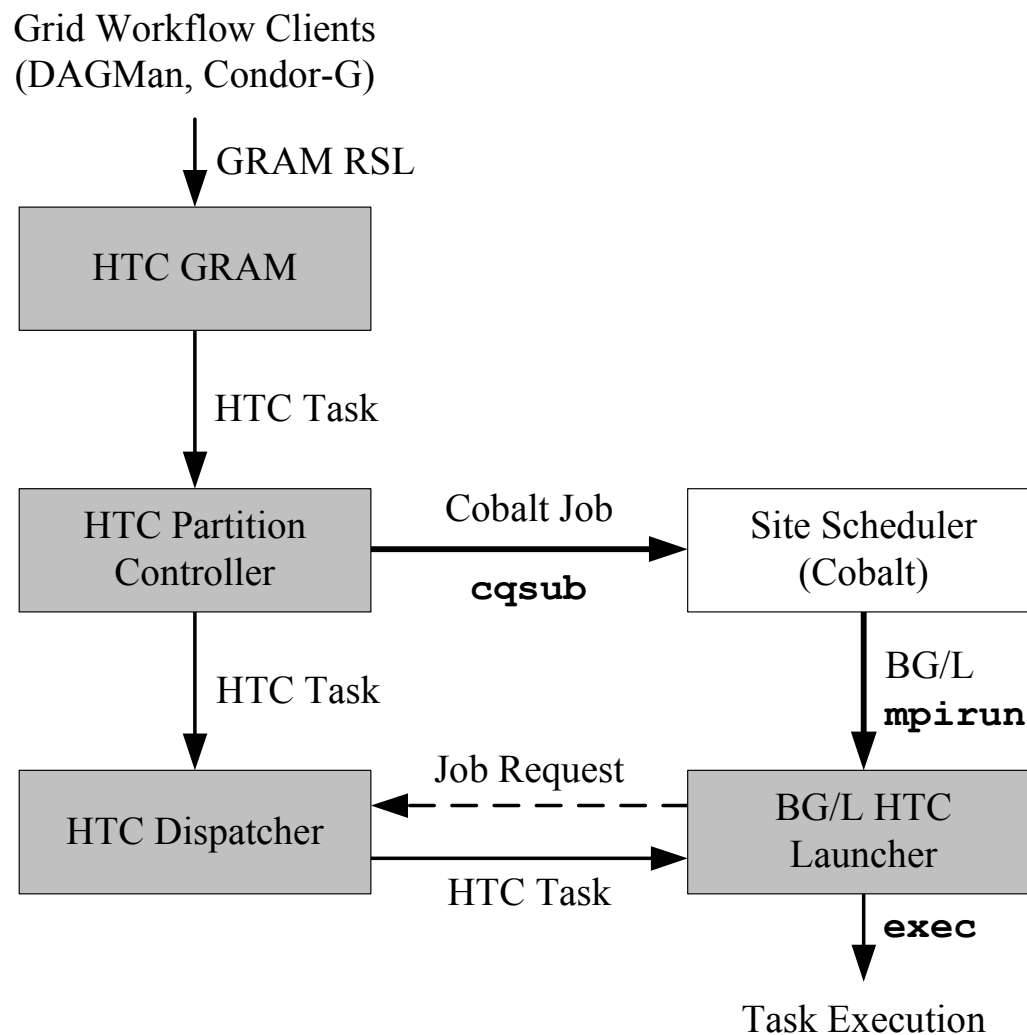 Grid Workflow Clients
(DAGMan, Condor-G)
GRAM RSL
HTC GRAM
HTC Task
HTC Partition
Controller
Cobalt Job
cqsub
Site Scheduler
(Cobalt)
HTC Task
BG/L
mpirun
Job Request
HTC Dispatcher
BG/L HTC
Launcher
HTC Task
exec
Task Execution